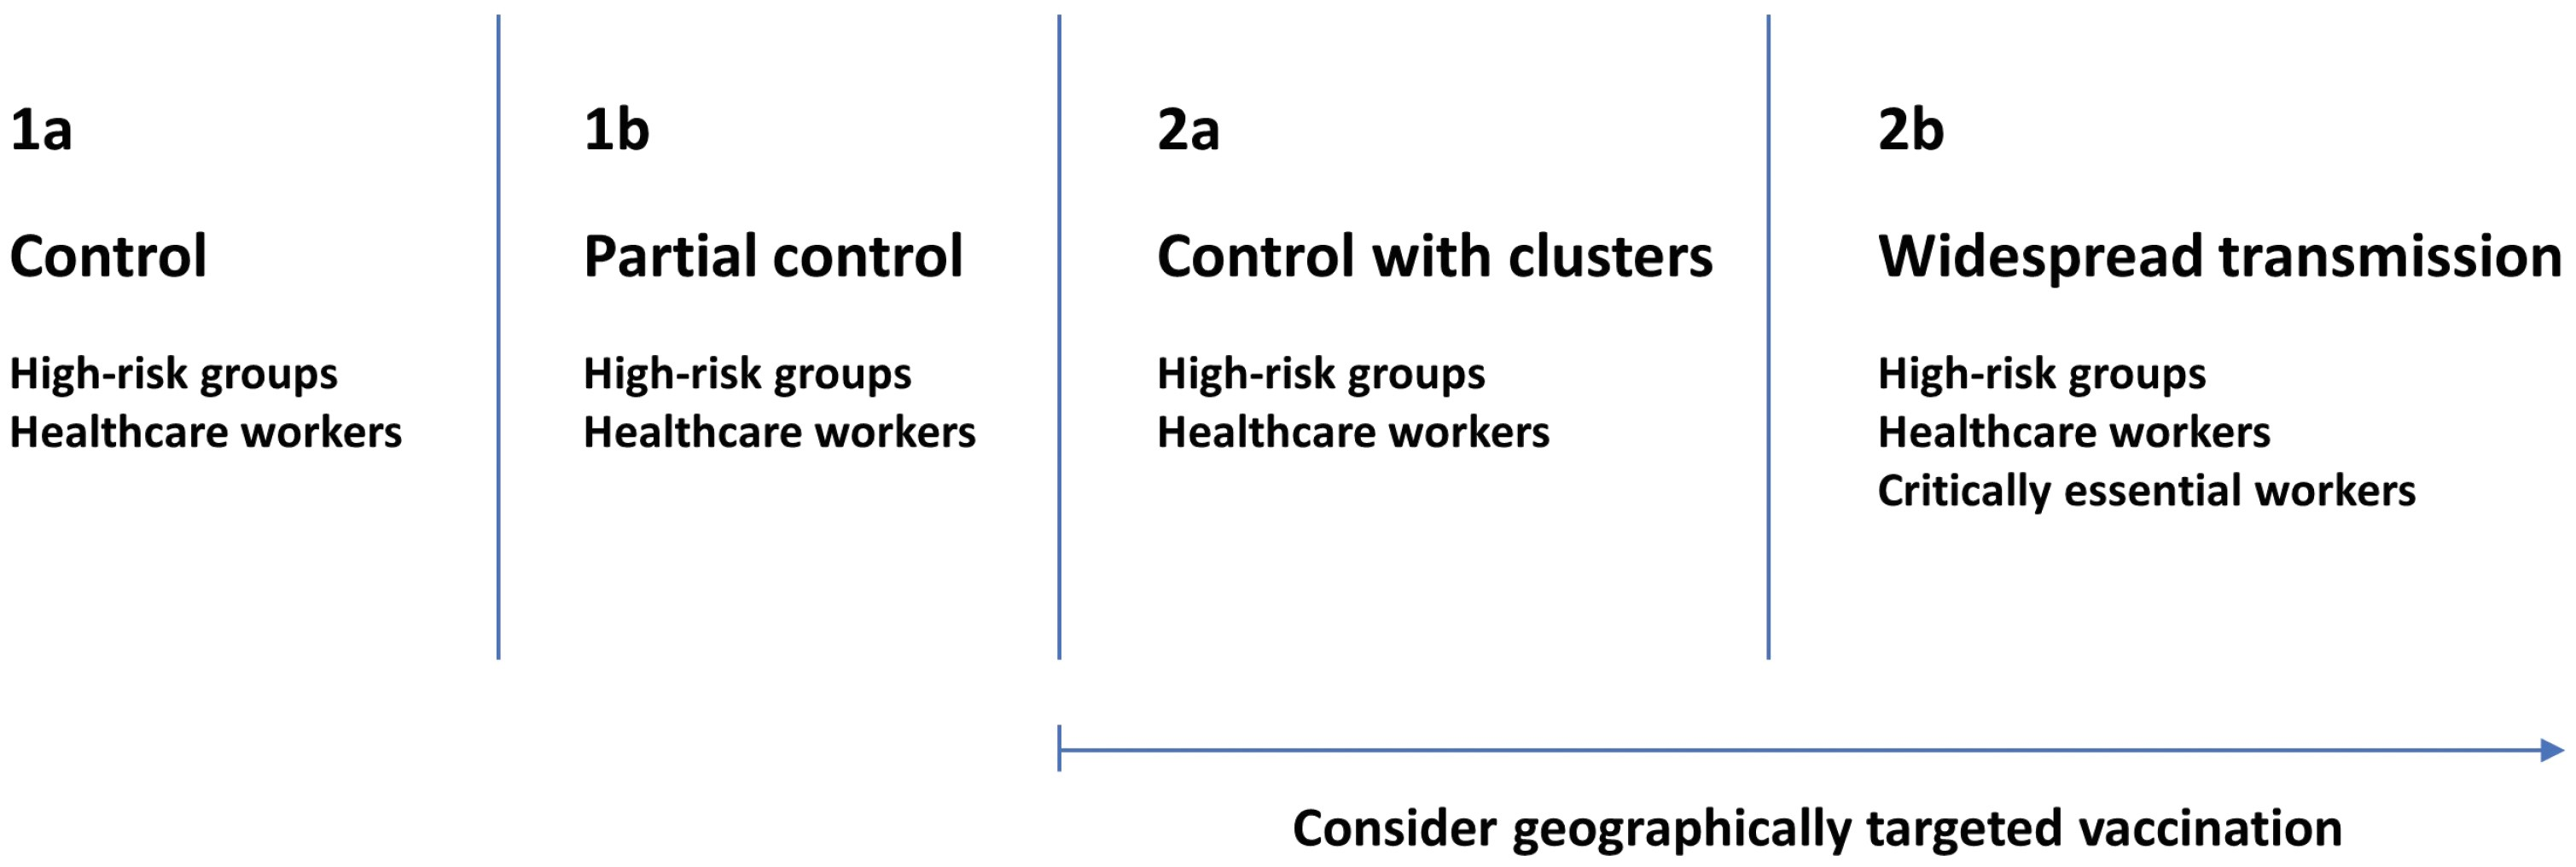 1a
Control
High-risk groups
Healthcare workers
1b
Partial control
High-risk groups
Healthcare workers
2a
Control with clusters
High-risk groups
Healthcare workers
2b
Widespread transmission
High-risk groups
Healthcare workers
Critically essential workers
Consider geographically targeted vaccination